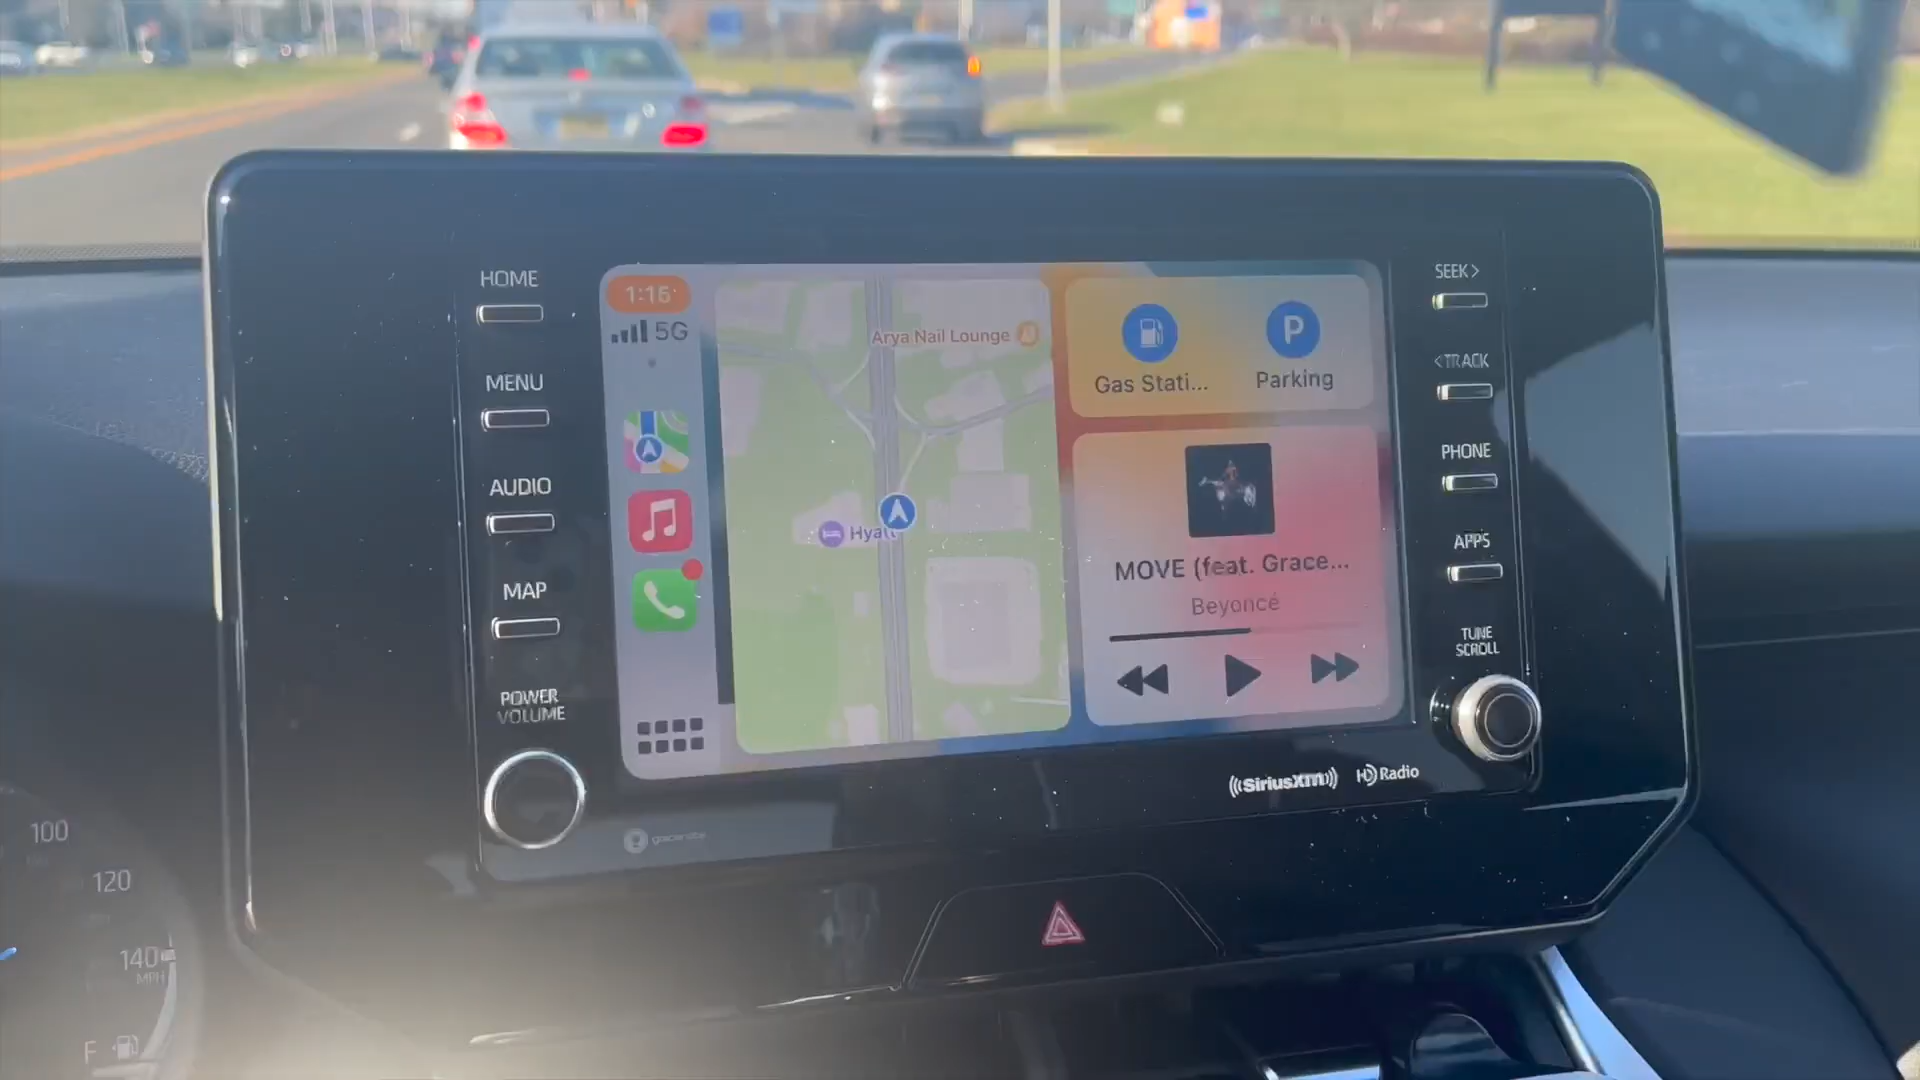 HOME
MENU
AUDIO
MAP
POWER
VOLUME
1:16
5G
Arya Nail Lounge
Hyatt
Gas Stati...
P
Parking
MOVE (feat. Grace...
Beyoncé
SEEK>
<TRACK
PHONE
APPS
TUNE
SCROLL
SiriusXM
HD Radio
gracenote
100
120
140
MPH
F